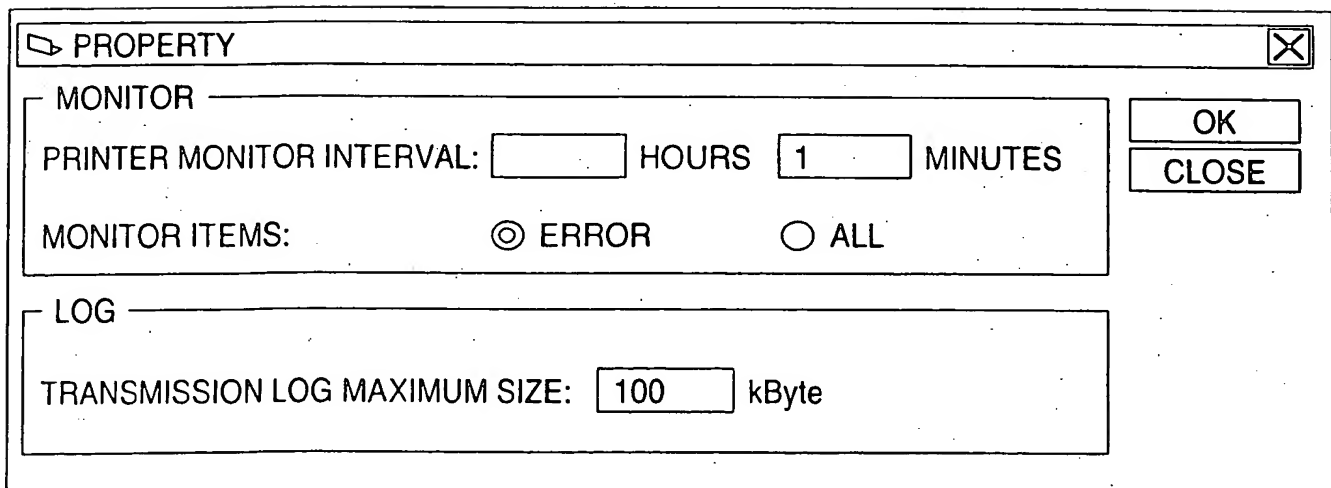 PROPERTY
MONITOR
PRINTER MONITOR INTERVAL: HOURS 1 MINUTES
MONITOR ITEMS: ERROR ALL
LOG
TRANSMISSION LOG MAXIMUM SIZE: 100 kByte
OK
CLOSE